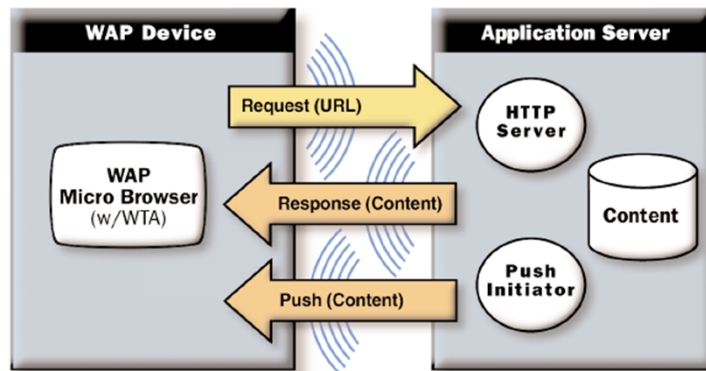 WAP Device
Application Server
Request (URL)
HTTP
Server
WAP
Micro Browser
(w/WTA)
Response (Content)
Content
Push (Content)
Push
Initiator